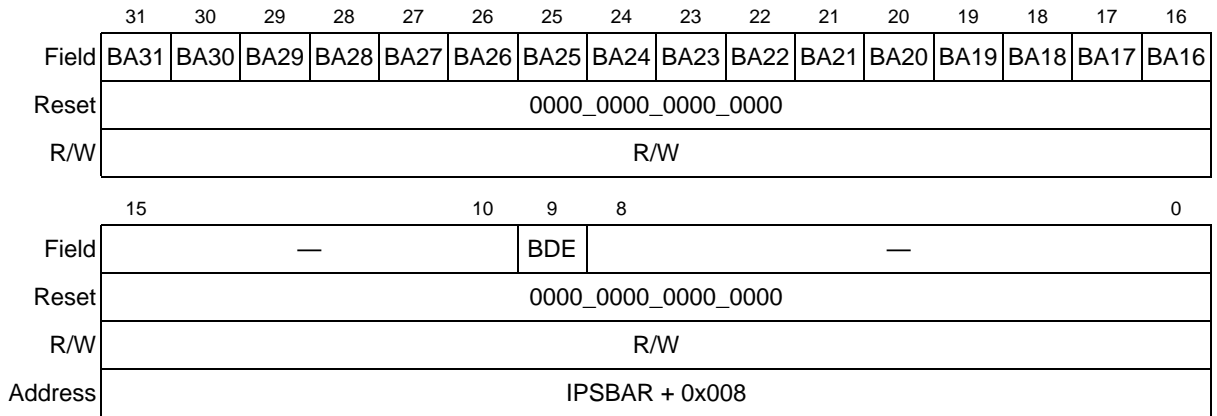 31 30 29 28 27 26 25 24 23 22 21 20 19 18 17 16
Field BA31 BA30 BA29 BA28 BA27 BA26 BA25 BA24 BA23 BA22 BA21 BA20 BA19 BA18 BA17 BA16
Reset 0000_0000_0000_0000
R/W R/W
15 10 9 8 0
Field — BDE —
Reset 0000_0000_0000_0000
R/W R/W
Address IPSBAR + 0x008